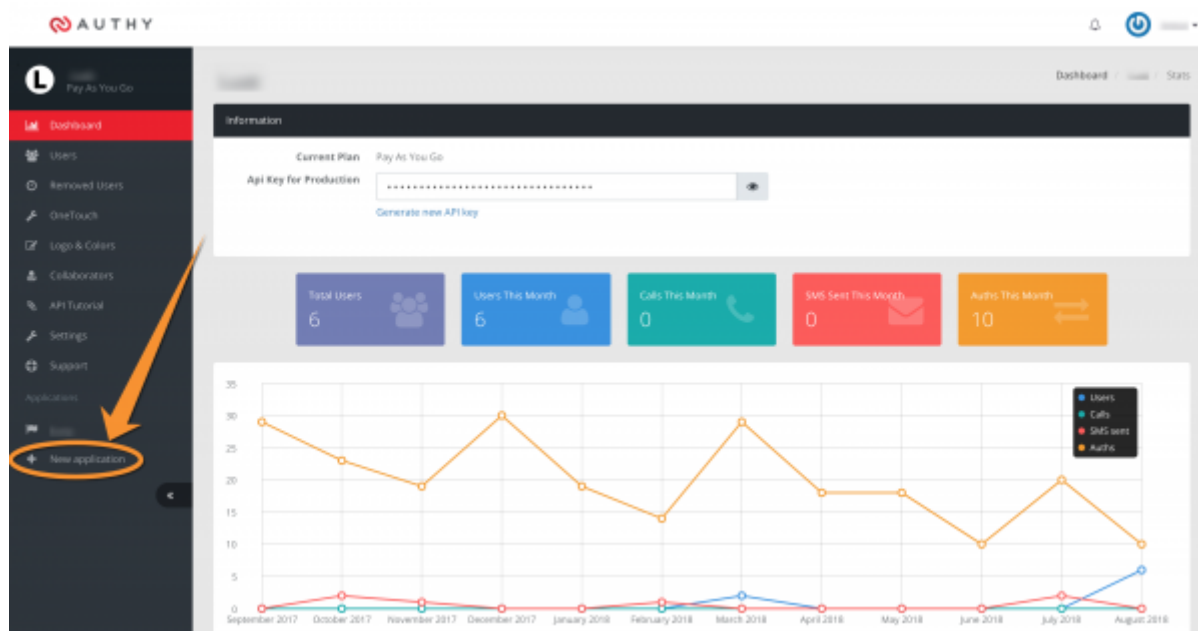 AUTHY
Pay As You Go
Dashboard / / Stats
Dashboard
Users
Removed Users
OneTouch
Logo & Colors
Collaborators
API Tutorial
Settings
Support
Applications
New application
Information
Current Plan Pay As You Go
Api Key for Production ................................
Generate new API key
Total Users
6
Users This Month
6
Calls This Month
0
SMS Sent This Month
0
Auths This Month
10
Users
Calls
SMS sent
Auths
35
30
25
20
15
10
5
0
September 2017 October 2017 November 2017 December 2017 January 2018 February 2018 March 2018 April 2018 May 2018 June 2018 July 2018 August 2018